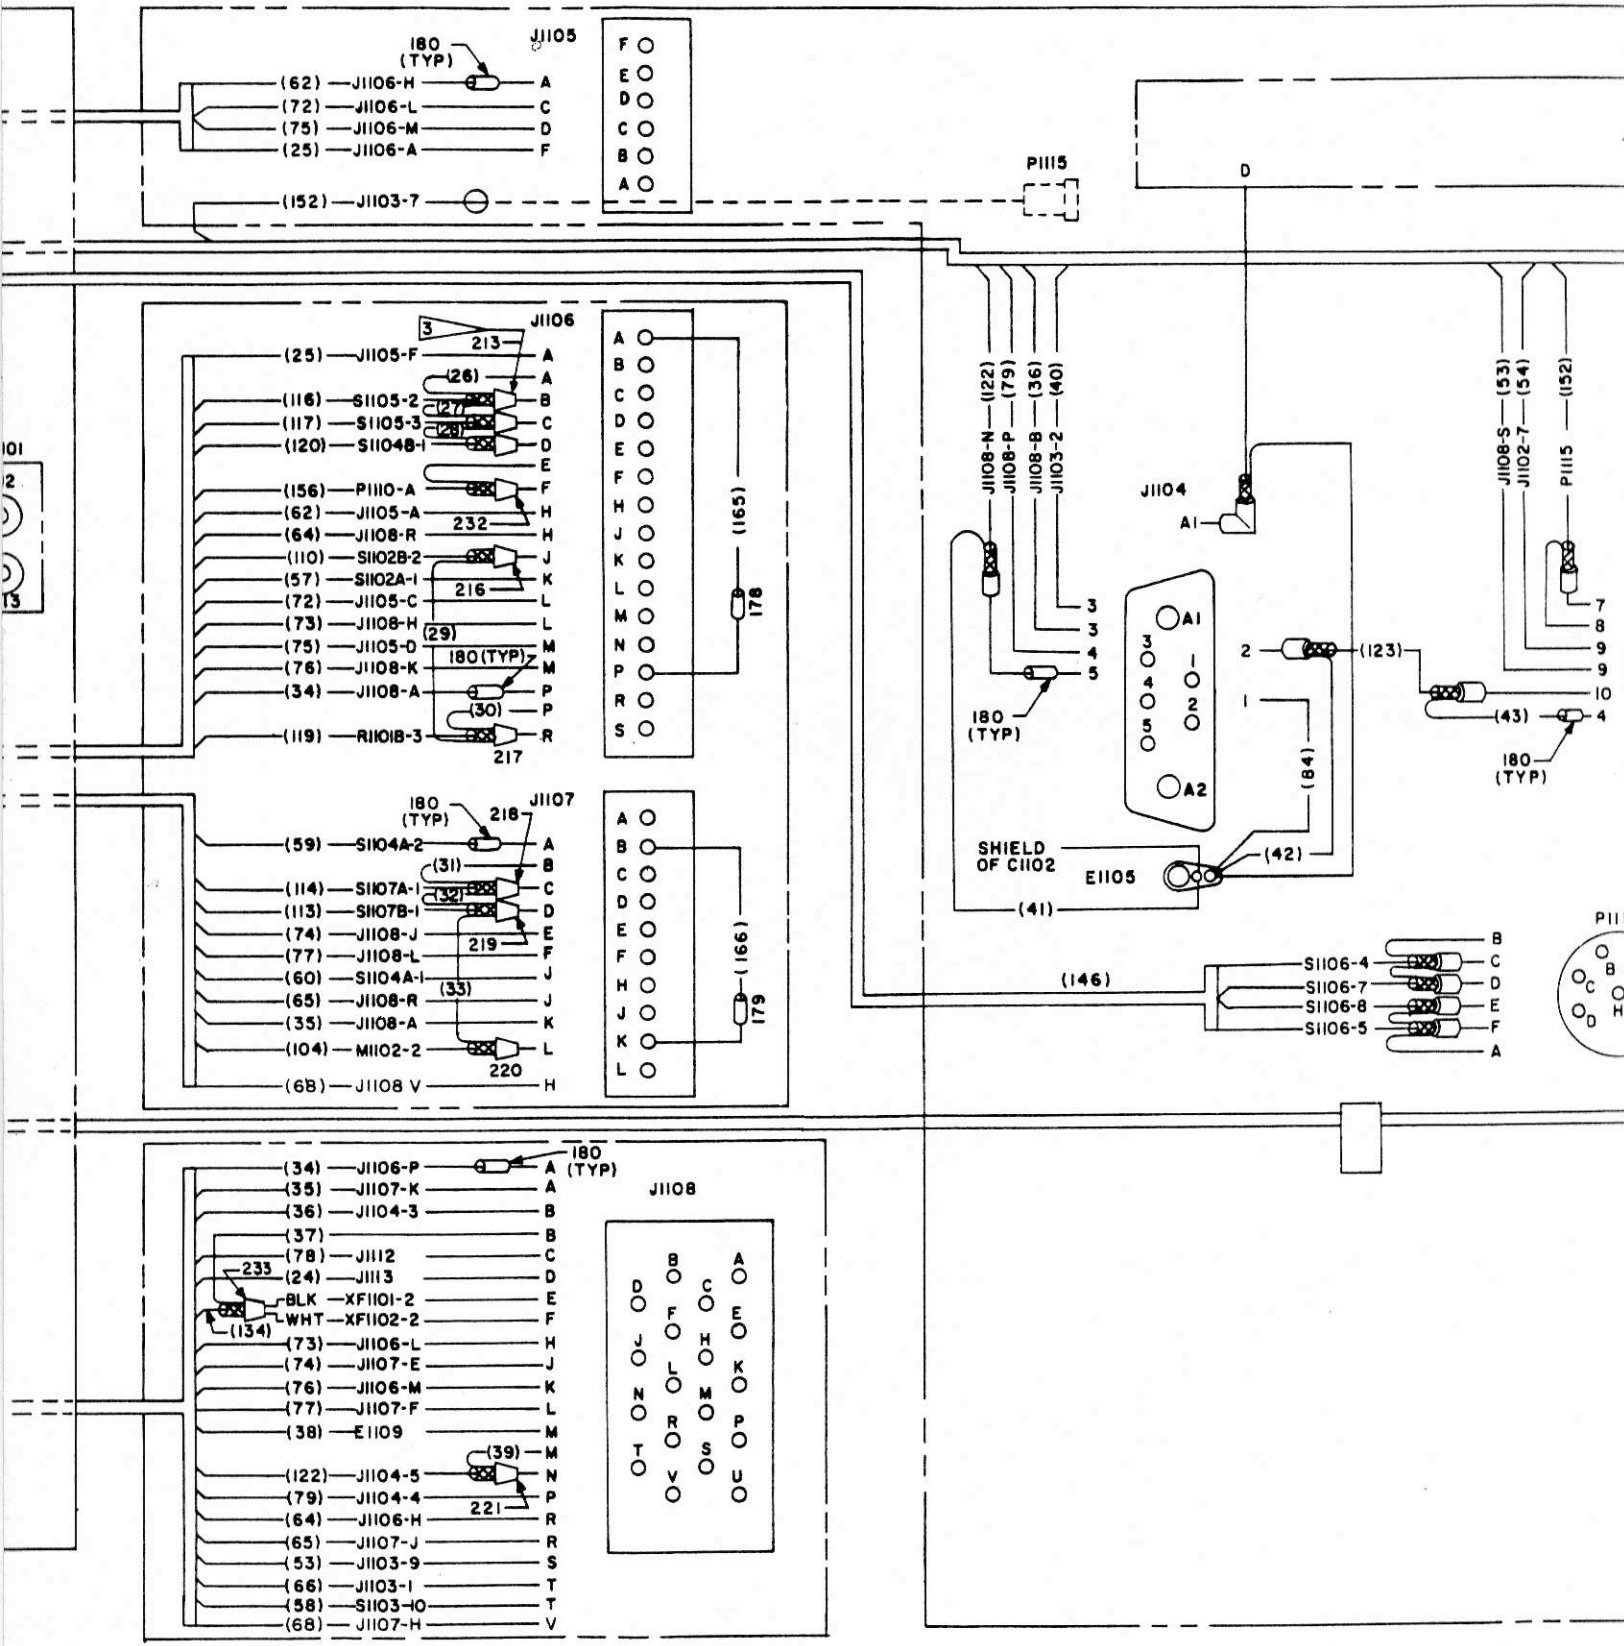 J1105
180
(TYP)
(62) J1106-H A
(72) J1106-L C
(75) J1106-M D
(25) J1106-A F
(152) J1103-7
F
E
D
C
B
A
P1115
D
J1106
3
213
(25) J1105-F A
(26) A
(116) S1105-2 B
(27)
(117) S1105-3 C
(28)
(120) S1104B-1 D
E
(156) P1110-A F
(62) J1105-A H
232
(64) J1108-R H
(110) S1102B-2 J
(57) S1102A-1 K
216
(72) J1105-C L
(73) J1108-H L
(29)
(75) J1105-D M
180 (TYP)
(76) J1108-K M
(34) J1108-A P
(30) P
(119) R1101B-3 R
217
A
B
C
D
E
F
H
J
K
L
M
N
P
R
S
(165)
178
101
2
13
J1107
180
(TYP)
218
(59) S1104A-2 A
(31) B
(114) S1107A-1 C
(32)
(113) S1107B-1 D
(74) J1108-J E
219
(77) J1108-L F
(60) S1104A-1 J
(33)
(65) J1108-R J
(35) J1108-A K
(104) M1102-2 L
220
(68) J1108 V H
A
B
C
D
E
F
H
J
K
L
(166)
179
180
(TYP)
(34) J1106-P A
(35) J1107-K A
(36) J1104-3 B
(37) B
(78) J1112 C
233
(24) J1113 D
BLK XF1101-2 E
WHT XF1102-2 F
(134)
(73) J1106-L H
(74) J1107-E J
(76) J1106-M K
(77) J1107-F L
(38) E1109 M
(39) M
(122) J1104-5 N
(79) J1104-4 P
221
(64) J1106-H R
(65) J1107-J R
(53) J1103-9 S
(66) J1103-1 T
(58) S1103-10 T
(68) J1107-H V
J1108
B A
D C
F E
J H
L K
N M
R P
T S
V U
J1108-N (122)
J1108-P (79)
J1108-B (36)
J1103-2 (40)
3
3
4
5
180
(TYP)
J1104
A1
A1
3
1
4
2
5
A2
2 (123)
1
(84)
(42)
SHIELD
OF C1102
E1105
(41)
J1108-S (53)
J1102-7 (54)
P1115 (152)
7
8
9
9
10
(43) 4
180
(TYP)
(146)
B
S1106-4 C
S1106-7 D
S1106-8 E
S1106-5 F
A
P11
B
C
H
D